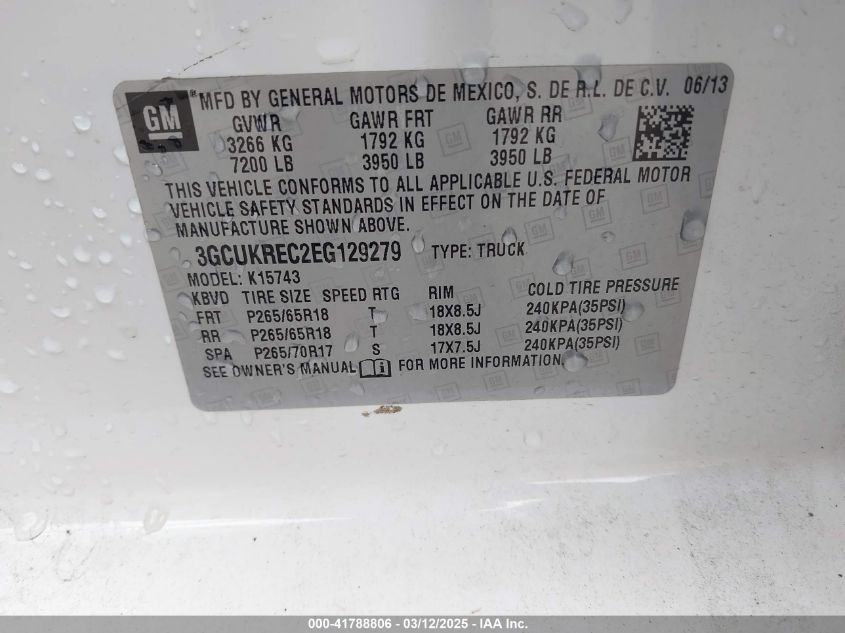 GM ® MFD BY GENERAL MOTORS DE MEXICO, S. DE R.L. DE C.V. 06/13
GVWR GAWR FRT GAWR RR
3266 KG 1792 KG 1792 KG
7200 LB 3950 LB 3950 LB
THIS VEHICLE CONFORMS TO ALL APPLICABLE U.S. FEDERAL MOTOR
VEHICLE SAFETY STANDARDS IN EFFECT ON THE DATE OF
MANUFACTURE SHOWN ABOVE.
3GCUKREC2EG129279 TYPE: TRUCK
MODEL: K15743
KBVD TIRE SIZE SPEED RTG RIM COLD TIRE PRESSURE
FRT P265/65R18 T 18X8.5J 240KPA(35PSI)
RR P265/65R18 T 18X8.5J 240KPA(35PSI)
SPA P265/70R17 S 17X7.5J 240KPA(35PSI)
SEE OWNER'S MANUAL FOR MORE INFORMATION.
000-41788806 - 03/12/2025 - IAA Inc.